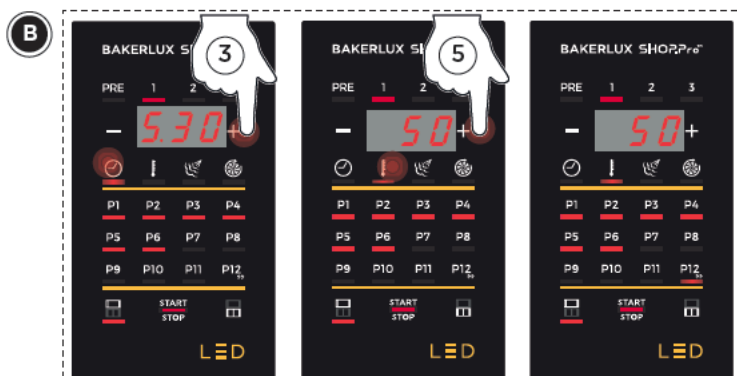 B
BAKERLUX S
3
PRE 1 2
− 5.30 +
P1 P2 P3 P4
P5 P6 P7 P8
P9 P10 P11 P12
START
STOP
LED
BAKERLUX SH
5
PRE 1 2
− 50 +
P1 P2 P3 P4
P5 P6 P7 P8
P9 P10 P11 P12
START
STOP
LED
BAKERLUX SHOP.Pro™
PRE 1 2 3
− 50 +
P1 P2 P3 P4
P5 P6 P7 P8
P9 P10 P11 P12
START
STOP
LED